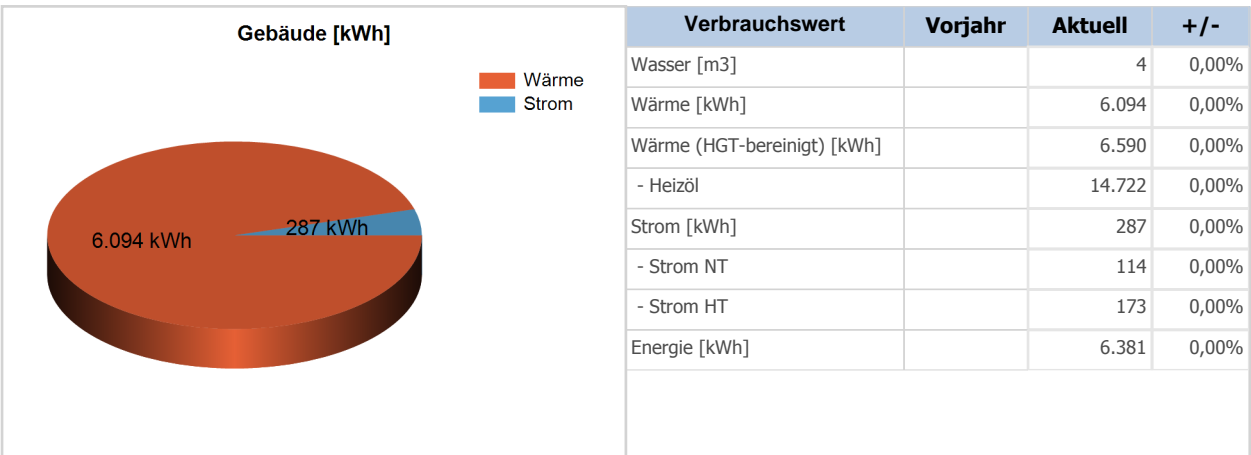 Gebäude [kWh]
Wärme
Strom
6.094 kWh
287 kWh
Verbrauchswert Vorjahr Aktuell +/-
Wasser [m3] 4 0,00%
Wärme [kWh] 6.094 0,00%
Wärme (HGT-bereinigt) [kWh] 6.590 0,00%
- Heizöl 14.722 0,00%
Strom [kWh] 287 0,00%
- Strom NT 114 0,00%
- Strom HT 173 0,00%
Energie [kWh] 6.381 0,00%